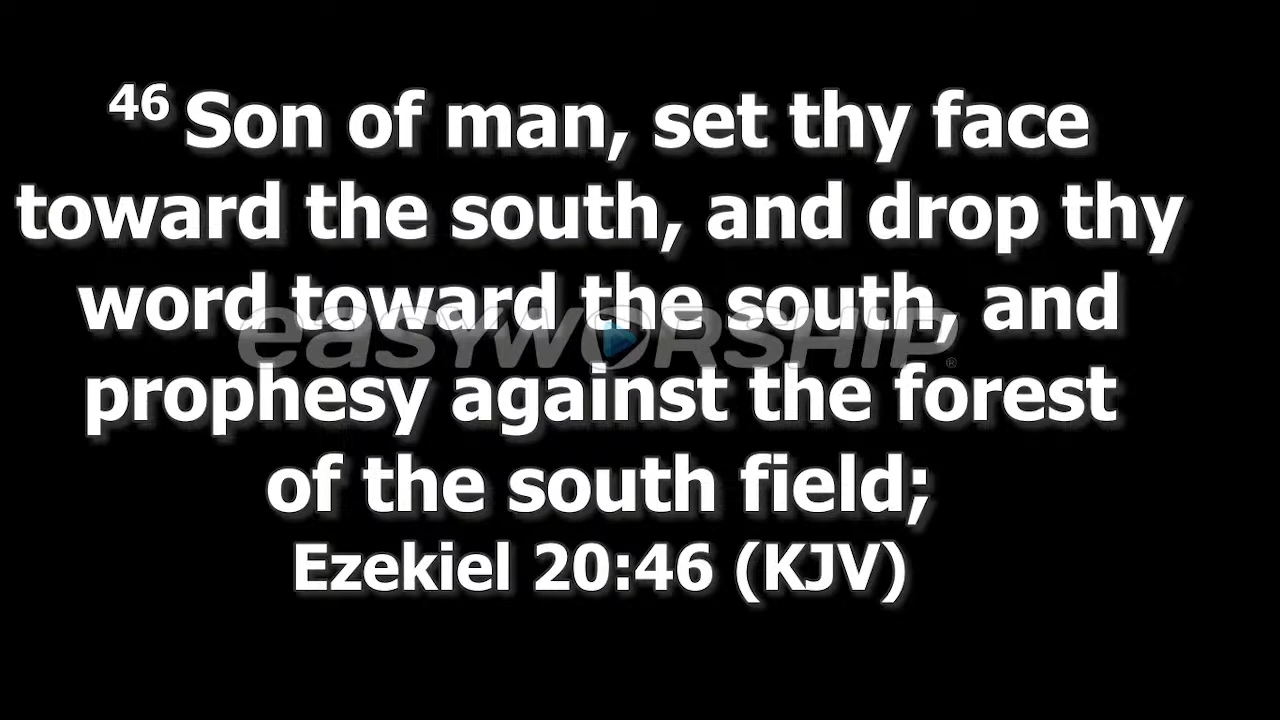 46 Son of man, set thy face
toward the south, and drop thy
word toward the south, and
easyworship®
prophesy against the forest
of the south field;
Ezekiel 20:46 (KJV)